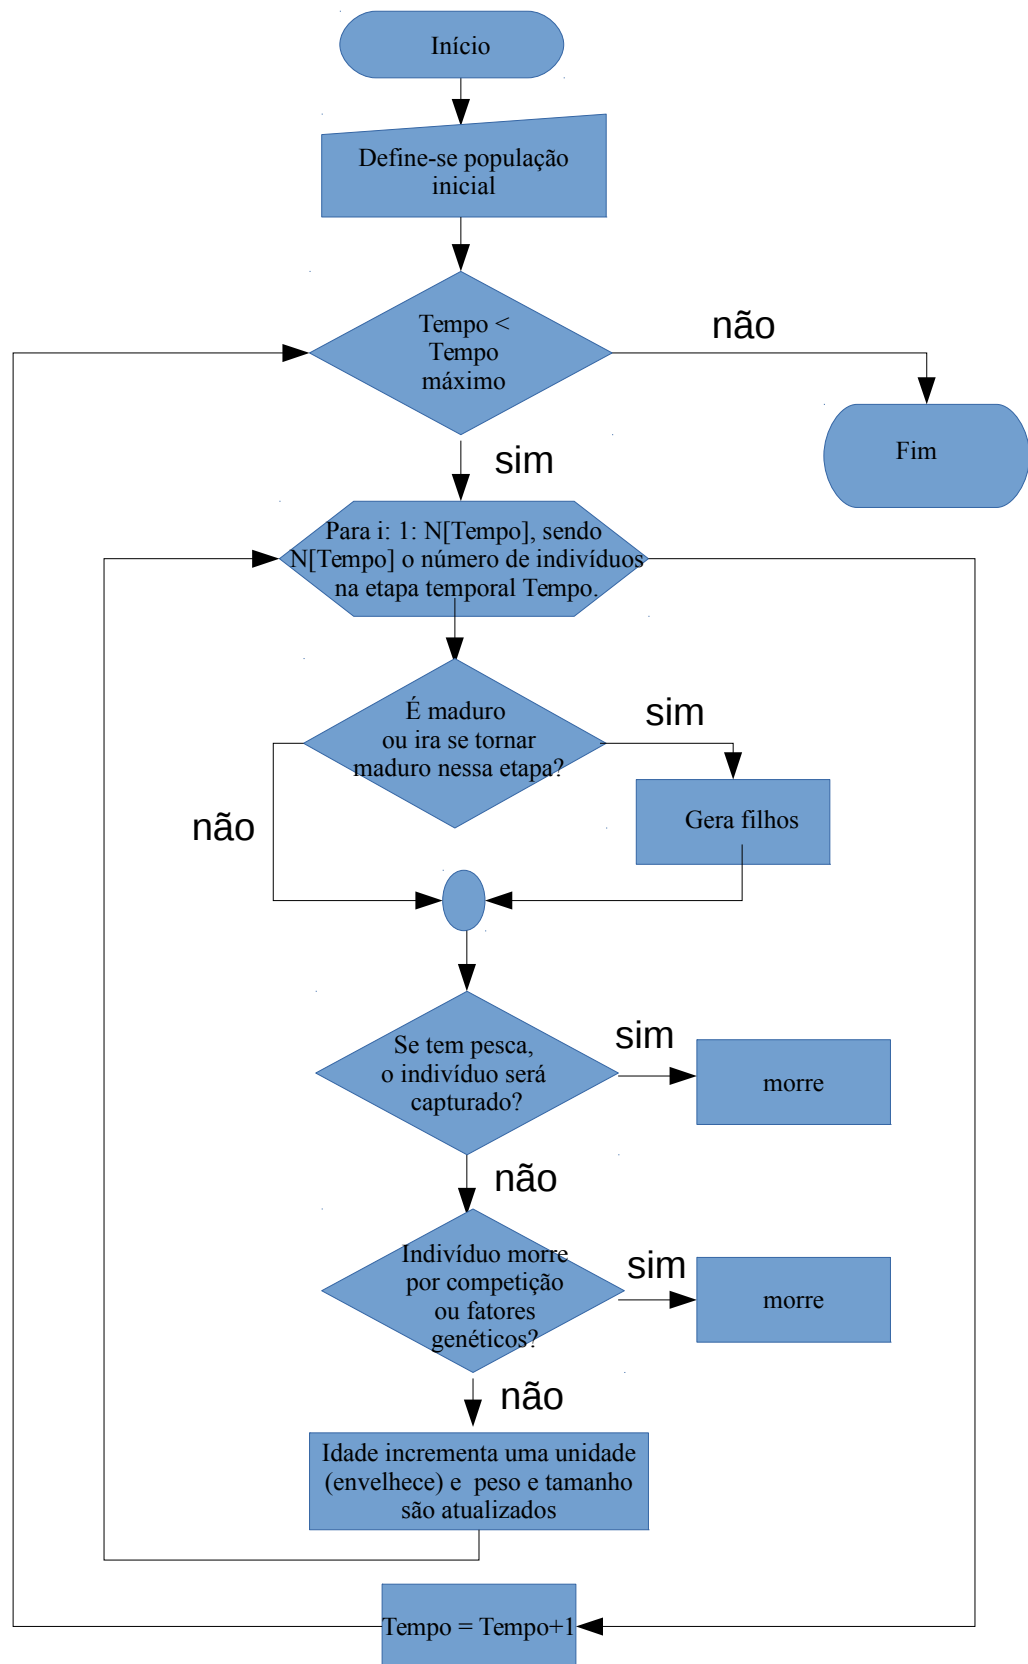 Início
Define-se população
inicial
Tempo <
Tempo
máximo
não
Fim
sim
Para i: 1: N[Tempo], sendo
N[Tempo] o número de indivíduos
na etapa temporal Tempo.
É maduro
ou ira se tornar
maduro nessa etapa?
sim
Gera filhos
não
Se tem pesca,
o indivíduo será
capturado?
sim
morre
não
Indivíduo morre
por competição
ou fatores
genéticos?
sim
morre
não
Idade incrementa uma unidade
(envelhece) e  peso e tamanho
são atualizados
Tempo = Tempo+1